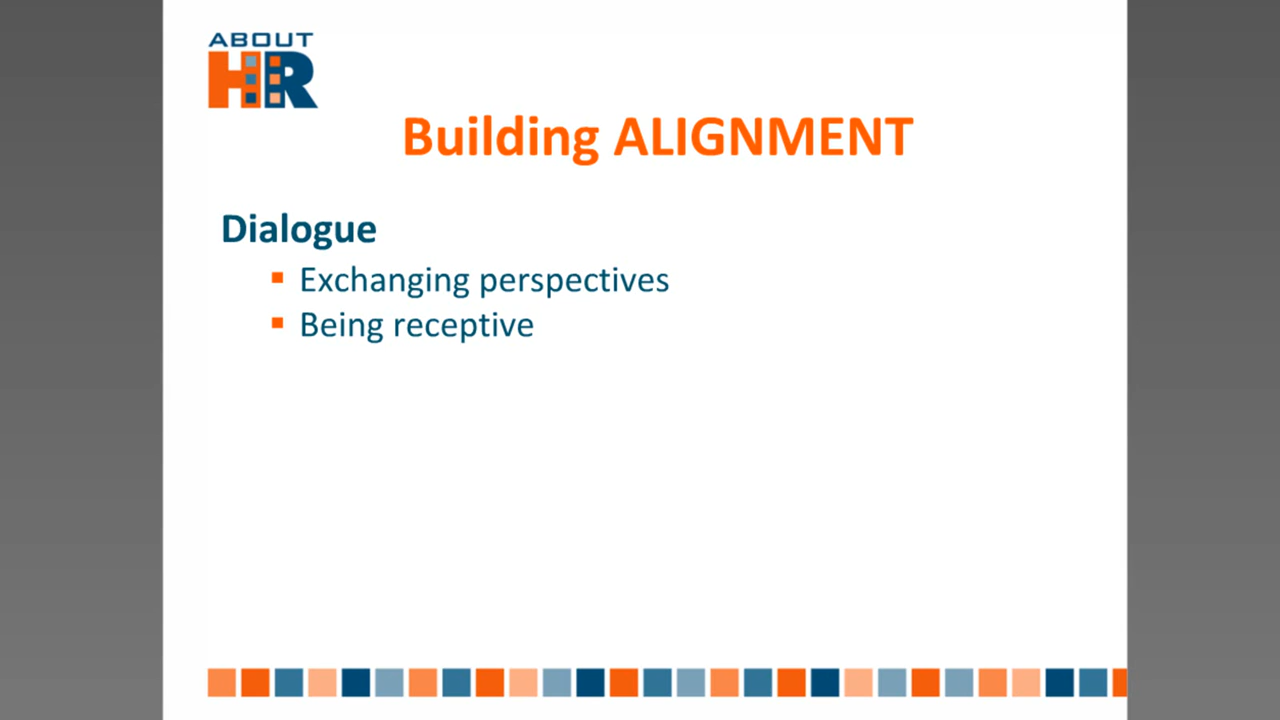 ABOUT
HR
Building ALIGNMENT
Dialogue
Exchanging perspectives
Being receptive